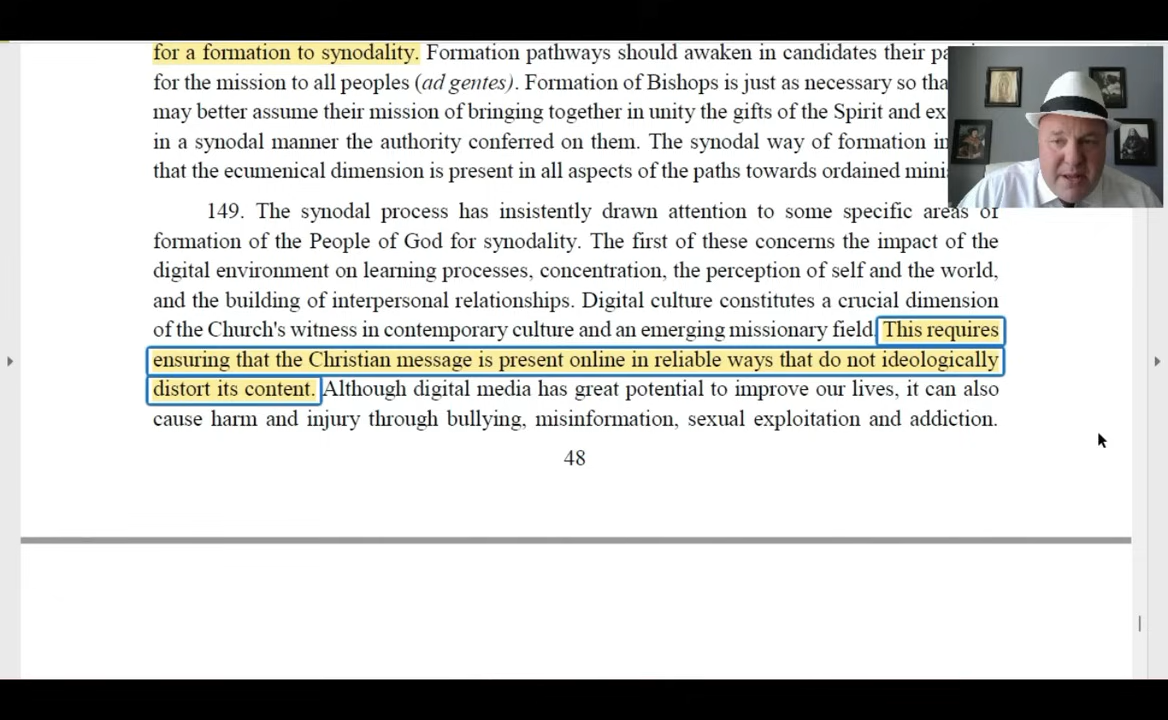 for a formation to synodality. Formation pathways should awaken in candidates their
for the mission to all peoples (ad gentes). Formation of Bishops is just as necessary so
may better assume their mission of bringing together in unity the gifts of the Spirit and
in a synodal manner the authority conferred on them. The synodal way of formation
that the ecumenical dimension is present in all aspects of the paths towards ordained
149. The synodal process has insistently drawn attention to some specific areas of
formation of the People of God for synodality. The first of these concerns the impact of the
digital environment on learning processes, concentration, the perception of self and the world,
and the building of interpersonal relationships. Digital culture constitutes a crucial dimension
of the Church's witness in contemporary culture and an emerging missionary field. This requires
ensuring that the Christian message is present online in reliable ways that do not ideologically
distort its content. Although digital media has great potential to improve our lives, it can also
cause harm and injury through bullying, misinformation, sexual exploitation and addiction.
48